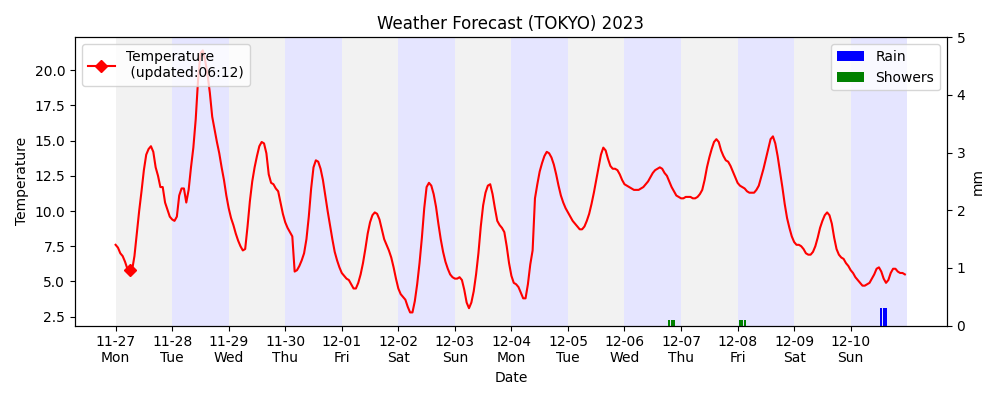 Weather Forecast (TOKYO) 2023
Temperature
(updated:06:12)
Rain
Showers
Temperature
20.0
17.5
15.0
12.5
10.0
7.5
5.0
2.5
5
4
3
2
1
0
mm
11-27 11-28 11-29 11-30 12-01 12-02 12-03 12-04 12-05 12-06 12-07 12-08 12-09 12-10
Mon Tue Wed Thu Fri Sat Sun Mon Tue Wed Thu Fri Sat Sun
Date